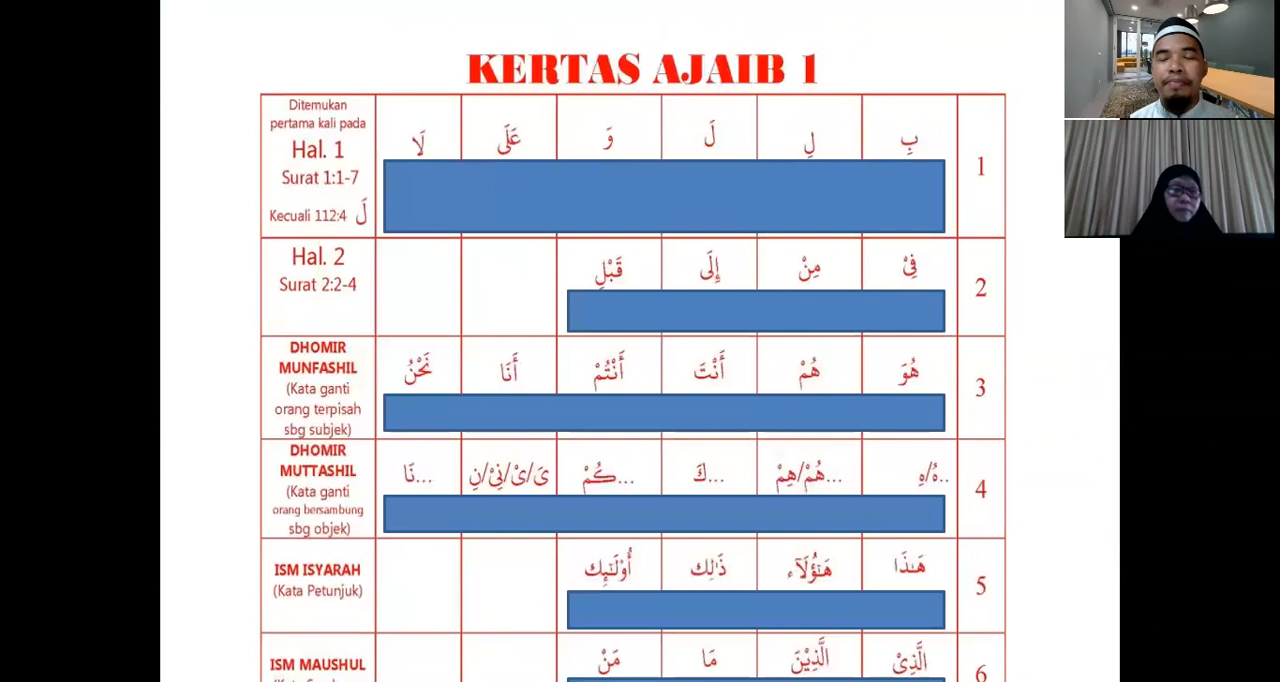 KERTAS AJAIB 1
Ditemukan
pertama kali pada
Hal. 1
Surat 1:1-7
Kecuali 112:4 لَ
بِ لِ لَ وَ عَلَى لَا
1
Hal. 2
Surat 2:2-4
فِيْ مِنْ إِلَى قَبْلِ
2
DHOMIR
MUNFASHIL
(Kata ganti
orang terpisah
sbg subjek)
هُوَ هُمْ أَنْتَ أَنْتُمْ أَنَا نَحْنُ
3
DHOMIR
MUTTASHIL
(Kata ganti
orang bersambung
sbg objek)
..هُ/هِ ...هُمْ/هِمْ ...كَ ...كُمْ يَ/يْ/نِيْ/نِ ...نَا
4
ISM ISYARAH
(Kata Petunjuk)
هَـٰذَا هَـٰٓؤُلَآءِ ذَٰلِك أُوْلَـٰٓئِك
5
ISM MAUSHUL
الَّذِيْ الَّذِيْنَ مَا مَنْ
6